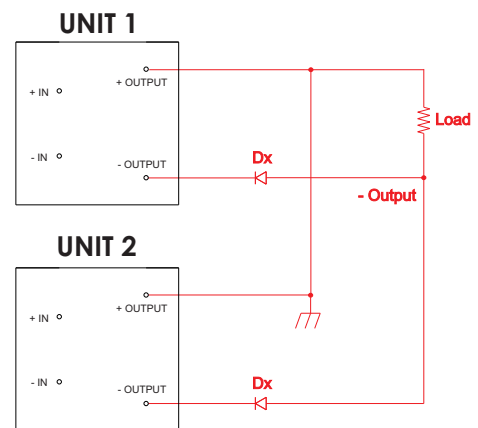 UNIT 1
+ OUTPUT
+ IN
Load
- IN
- OUTPUT
Dx
- Output
UNIT 2
+ OUTPUT
+ IN
- IN
- OUTPUT
Dx